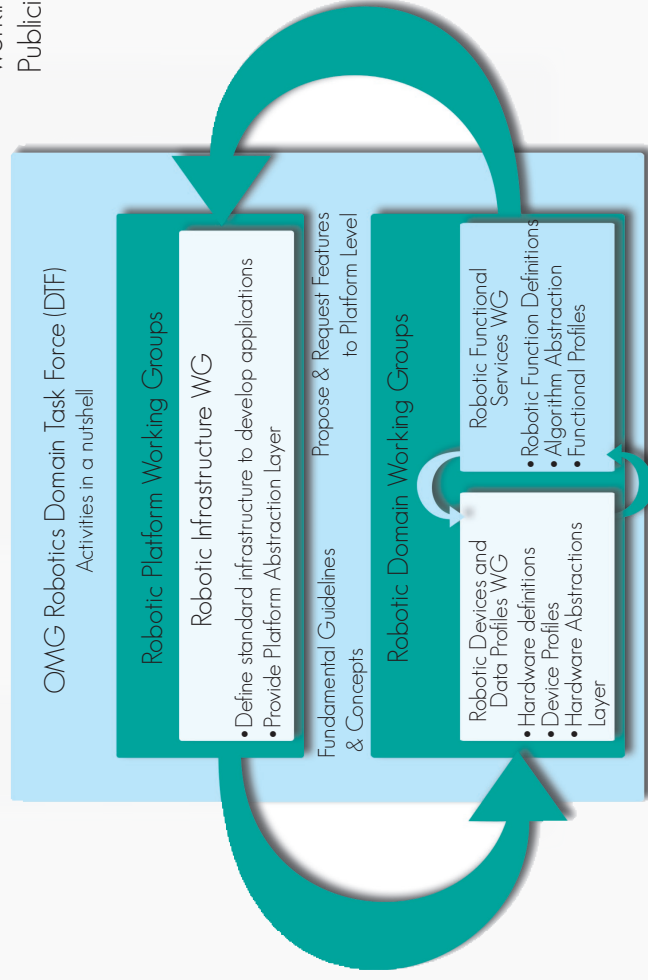 OMG Robotics Domain Task Force (DTF)
Activities in a nutshell
Robotic Platform Working Groups
Robotic Infrastructure WG
• Define standard infrastructure to develop applications
• Provide Platform Abstraction Layer
Fundamental Guidelines
& Concepts
Propose & Request Features
to Platform Level
Robotic Domain Working Groups
Robotic Devices and
Data Profiles WG
• Hardware definitions
• Device Profiles
• Hardware Abstractions
Layer
Robotic Functional
Services WG
• Robotic Function Definitions
• Algorithm Abstraction
• Functional Profiles